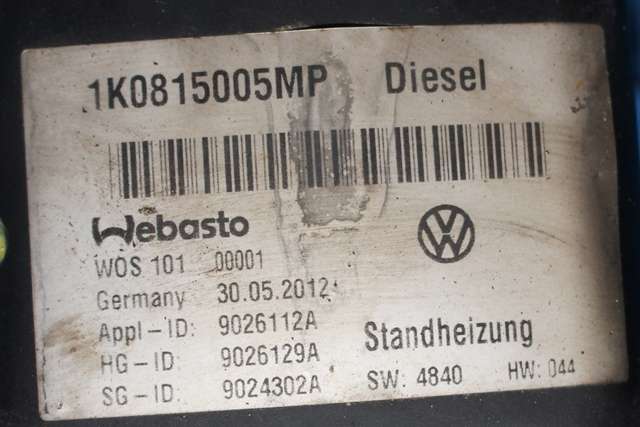 1K0815005MP Diesel
Webasto
WOS 101 00001
Germany 30.05.2012
Appl-ID: 9026112A
HG-ID: 9026129A Standheizung
SG-ID: 9024302A SW: 4840 HW: 044